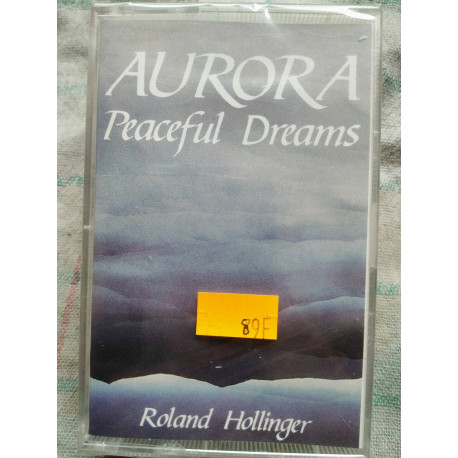 AURORA
Peaceful Dreams
89F
Roland Hollinger